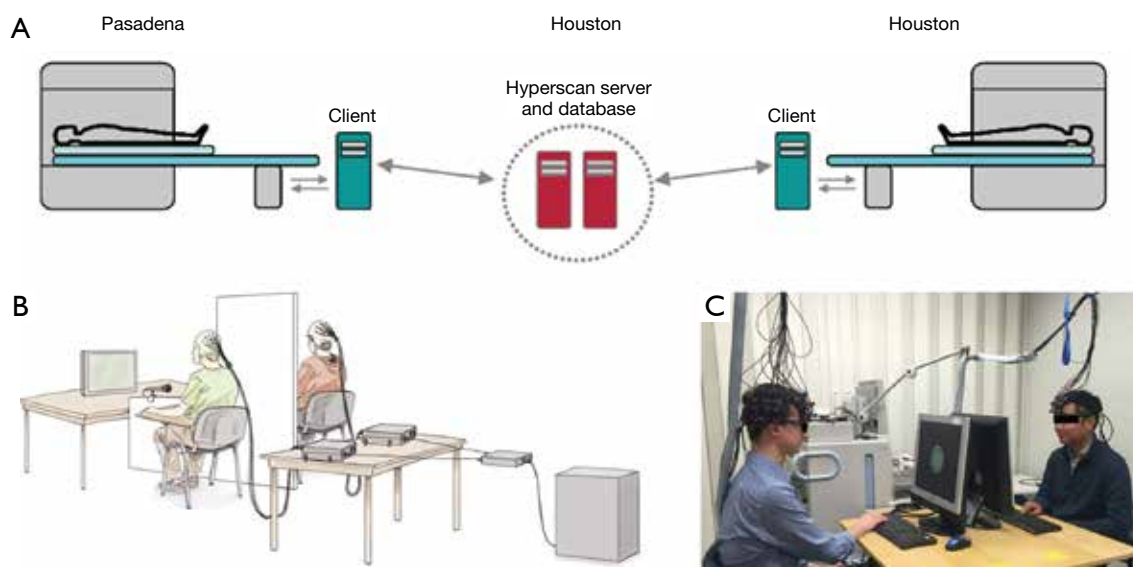 A
Pasadena
Houston
Houston
Hyperscan server
and database
Client
Client
B
C